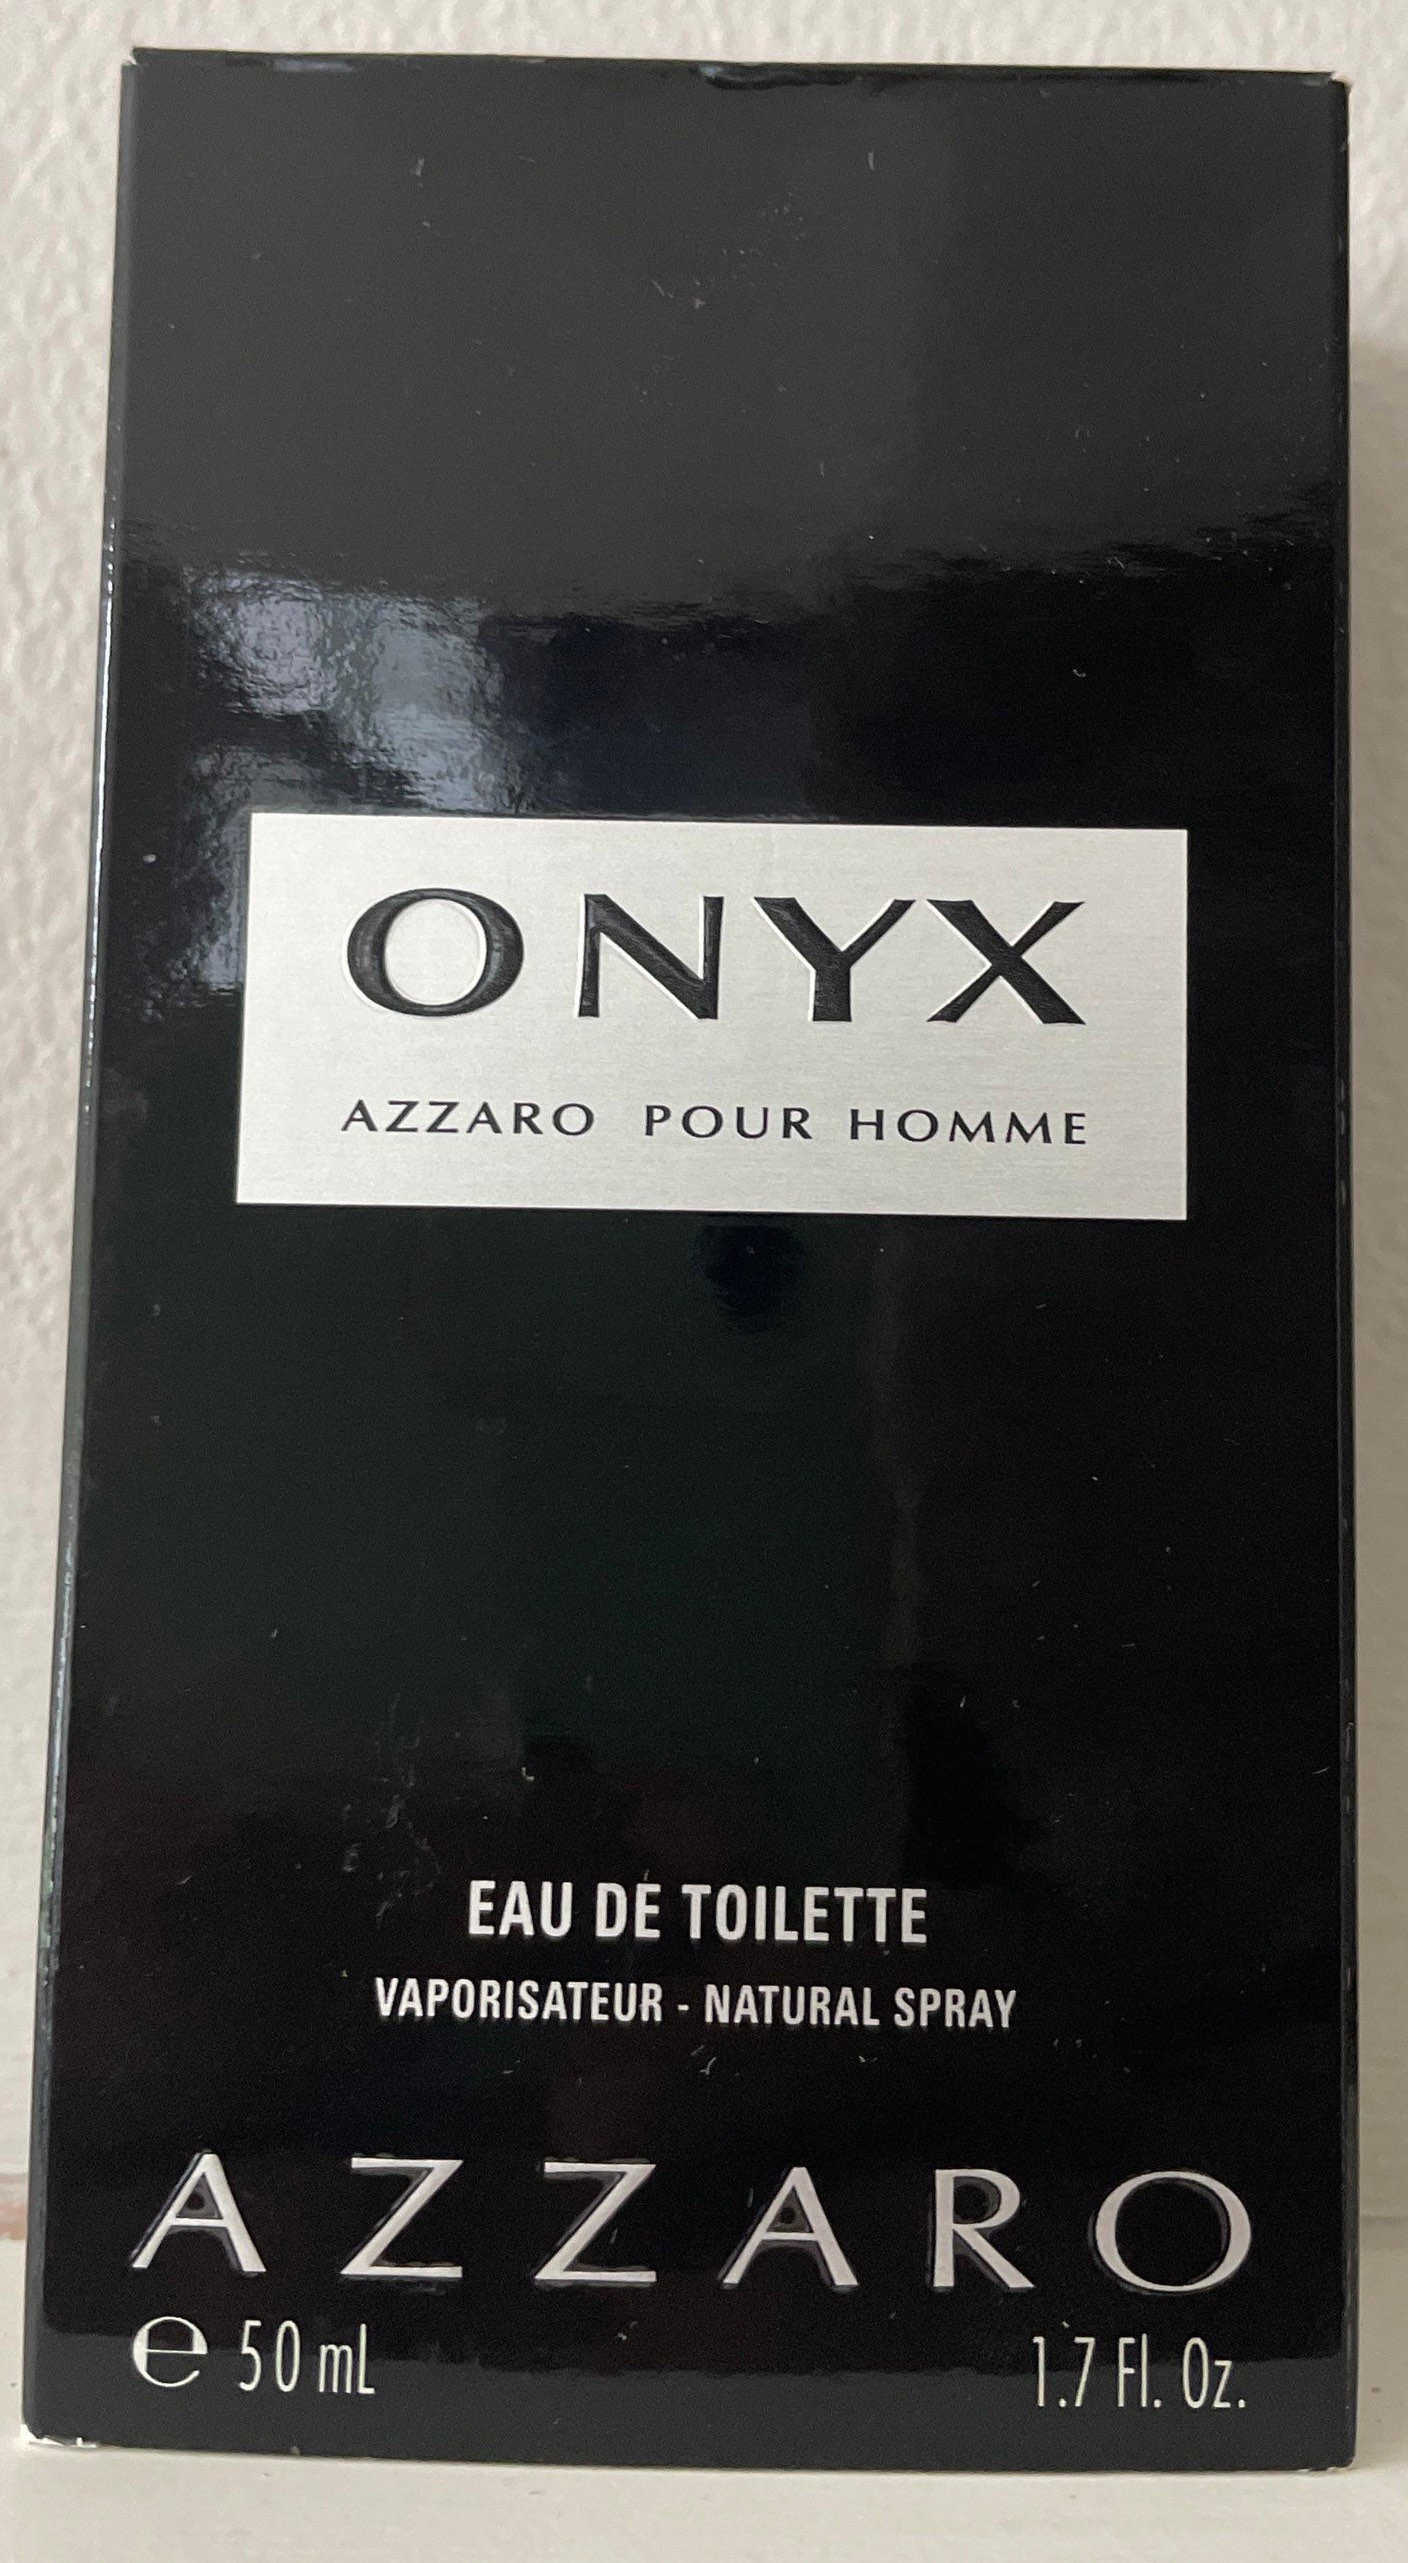 ONYX
AZZARO POUR HOMME
EAU DE TOILETTE
VAPORISATEUR - NATURAL SPRAY
AZZARO
℮ 50 mL 1.7 Fl. Oz.